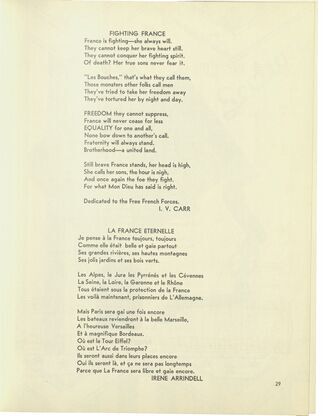 FIGHTING FRANCE
France is fighting—she always will.
They cannot keep her brave heart still.
They cannot conquer her fighting spirit.
Of death? Her true sons never fear it.
"Les Bouches," that's what they call them,
Those monsters other folks call men
They've tried to take her freedom away
They've tortured her by night and day.
FREEDOM they cannot suppress,
France will never cease for less
EQUALITY for one and all,
None bow down to another's call.
Fraternity will always stand.
Brotherhood—a united land.
Still brave France stands, her head is high,
She calls her sons, the hour is nigh,
And once again the foe they fight.
For what Mon Dieu has said is right.
Dedicated to the Free French Forces.
I. V. CARR
LA FRANCE ETERNELLE
Je pense à la France toujours, toujours
Comme elle était belle et gaie partout
Ses grandes rivières, ses hautes montagnes
Ses jolis jardins et ses bois verts.
Les Alpes, le Jura les Pyrénés et les Cévennes
La Seine, la Loire, la Garonne et le Rhône
Tous étaient sous la protection de la France
Les voilà maintenant, prisonniers de L'Allemagne.
Mais Paris sera gai une fois encore
Les bateaux reviendront à la belle Marseille,
A l'heureuse Versailles
Et à magnifique Bordeaux.
Où est le Tour Eiffel?
Où est L'Arc de Triomphe?
Ils seront aussi dans leurs places encore
Oui ils seront là, et ça ne sera pas longtemps
Parce que La France sera libre et gaie encore.
IRENE ARRINDELL
29